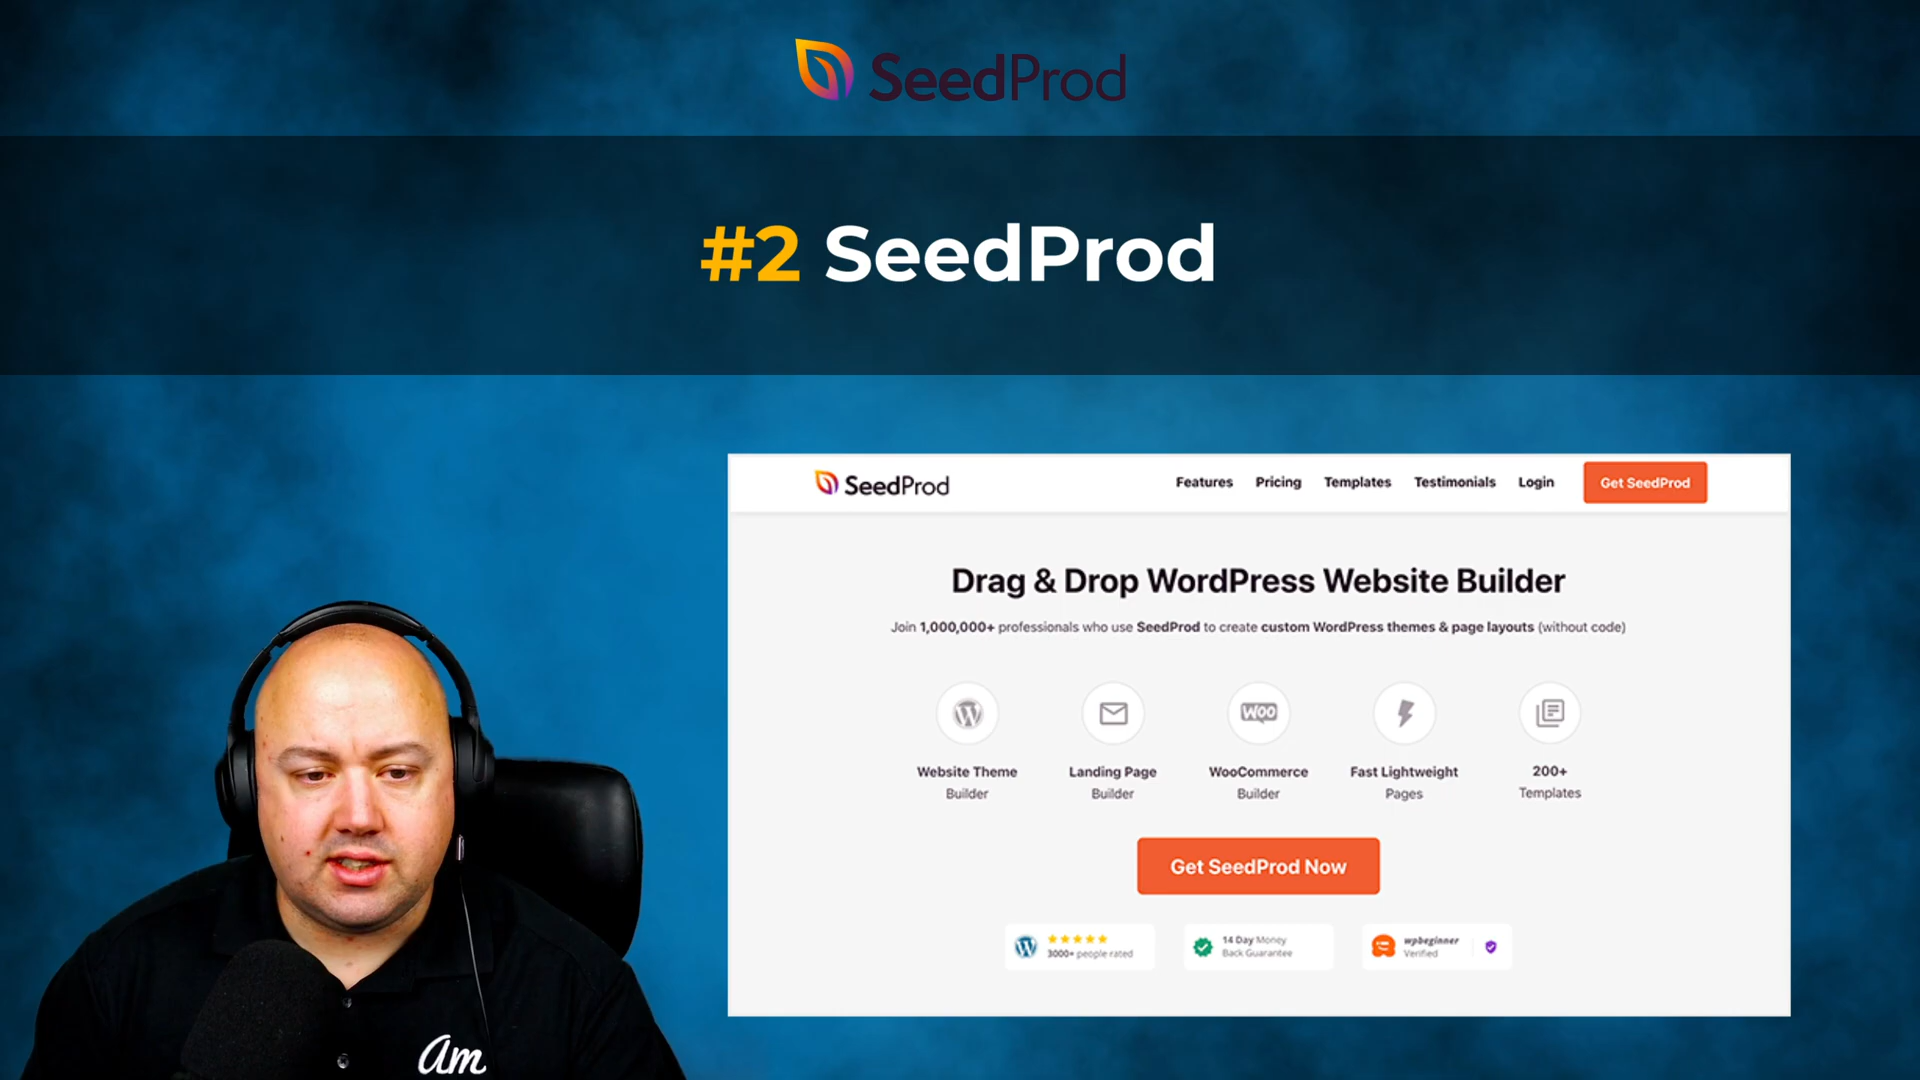 SeedProd
#2 SeedProd
SeedProd
Features Pricing Templates Testimonials Login Get SeedProd
Drag & Drop WordPress Website Builder
Join 1,000,000+ professionals who use SeedProd to create custom WordPress themes & page layouts (without code)
WOO
Website Theme Builder
Landing Page Builder
WooCommerce Builder
Fast Lightweight Pages
200+ Templates
Get SeedProd Now
3000+ people rated
14 Day Money Back Guarantee
wpbeginner Verified
Am